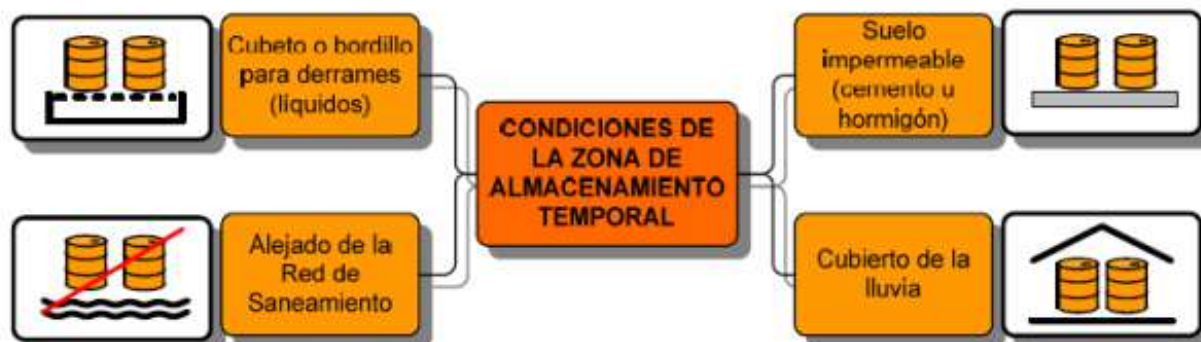 Cubeto o bordillo
para derrames
(líquidos)
Suelo
impermeable
(cemento u
hormigón)
CONDICIONES DE
LA ZONA DE
ALMACENAMIENTO
TEMPORAL
Alejado de la
Red de
Saneamiento
Cubierto de la
lluvia